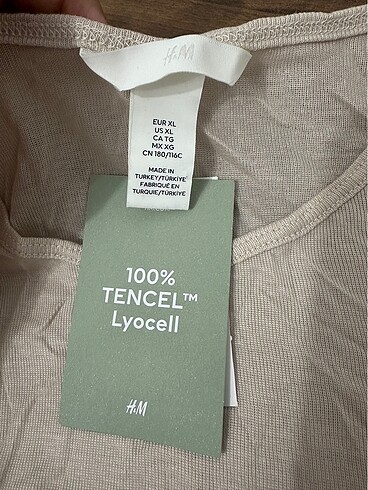 H&M
EUR XL
US XL
CA TG
MX XG
CN 180/116C
MADE IN
TURKEY/TÜRKİYE
FABRIQUÉ EN
TURQUIE/TÜRKİYE
100%
TENCEL™
Lyocell
H&M